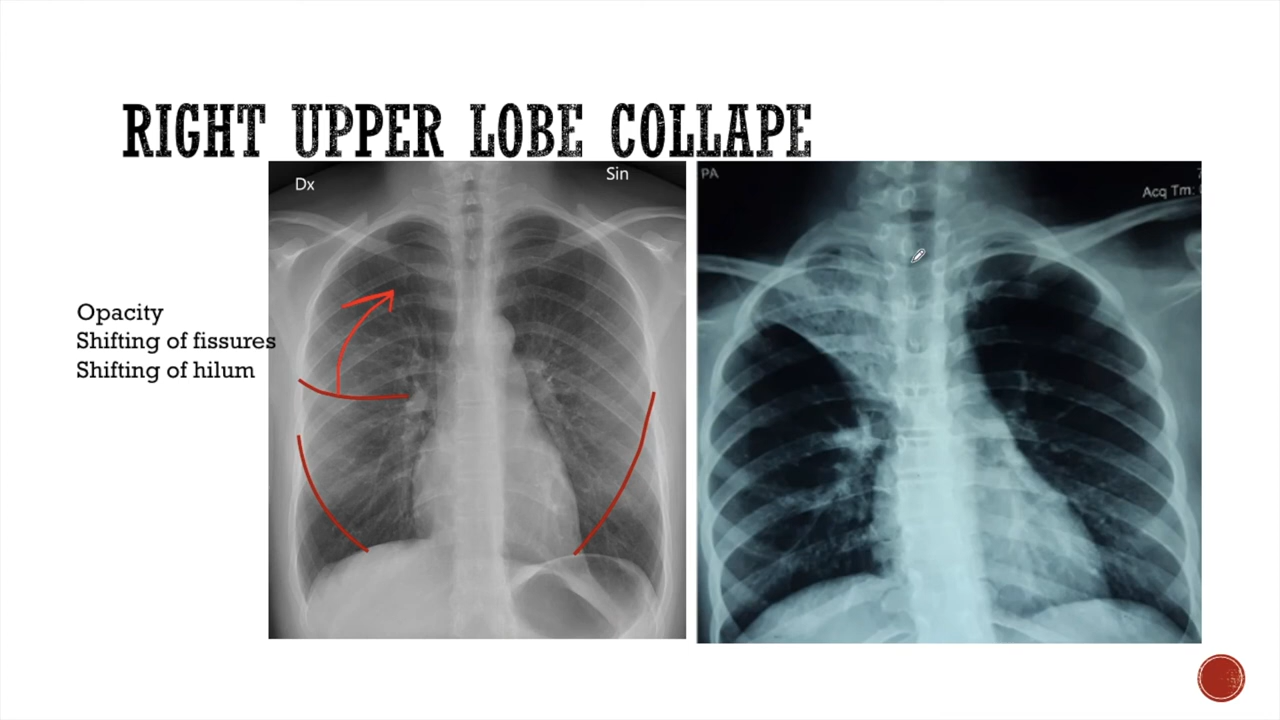 RIGHT UPPER LOBE COLLAPE
Dx
Sin
PA
Acq Tm:
Opacity
Shifting of fissures
Shifting of hilum